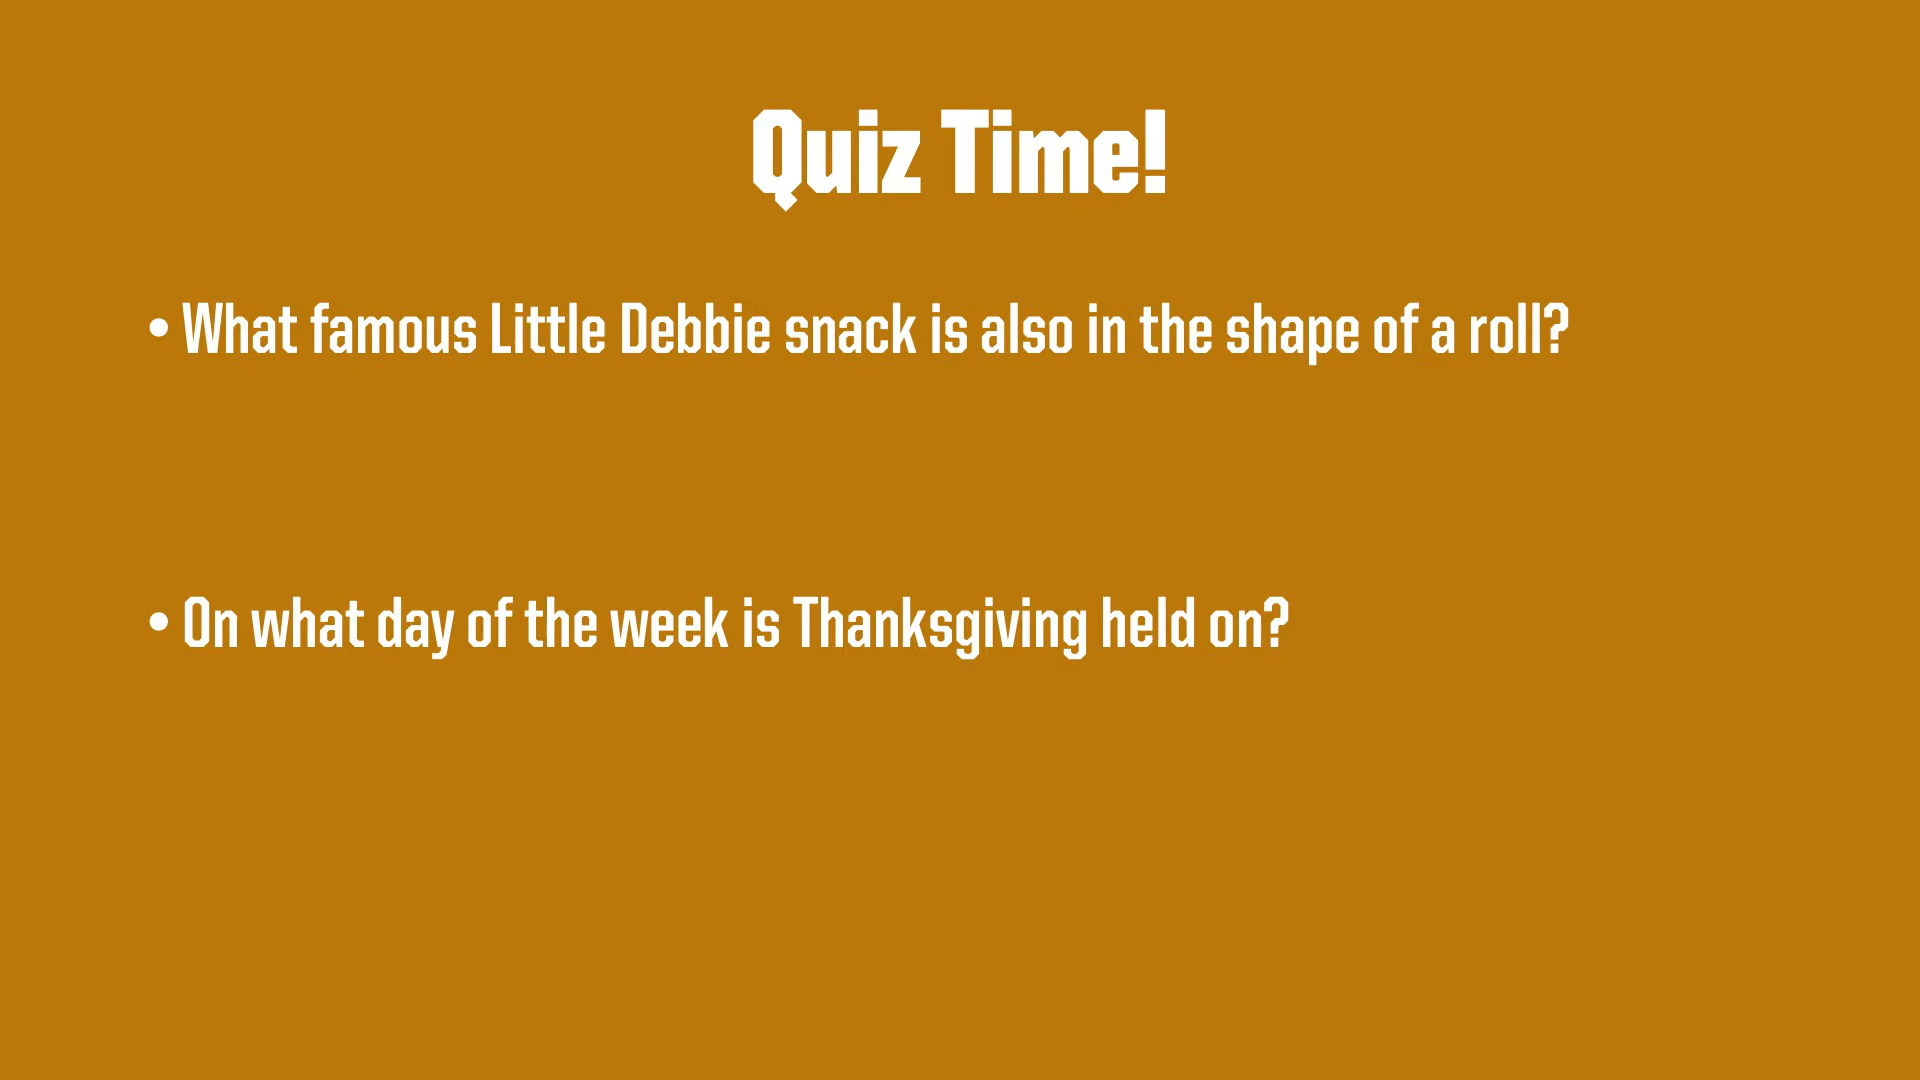 Quiz Time!
• What famous Little Debbie snack is also in the shape of a roll?
• On what day of the week is Thanksgiving held on?